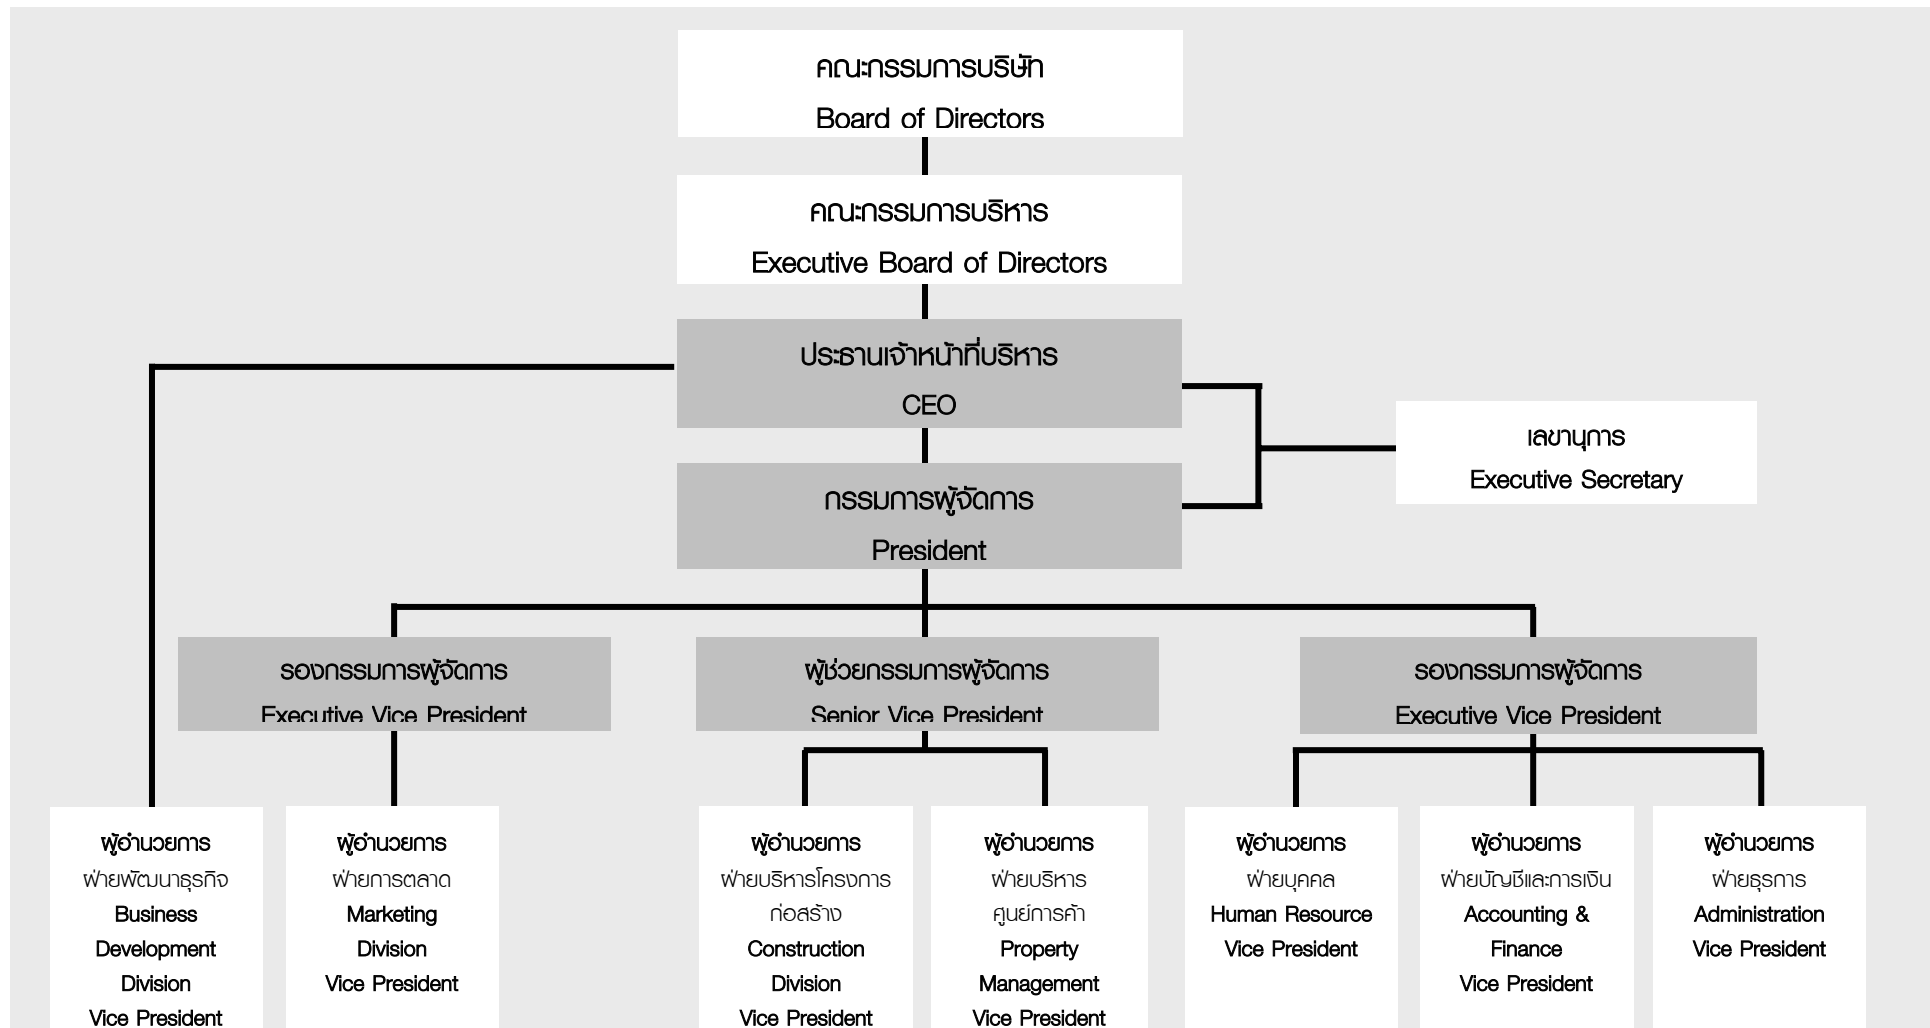 คณะกรรมการบริษัท
Board of Directors
คณะกรรมการบริหาร
Executive Board of Directors
ประธานเจ้าหน้าที่บริหาร
CEO
เลขานุการ
Executive Secretary
กรรมการผู้จัดการ
President
รองกรรมการผู้จัดการ
Executive Vice President
ผู้ช่วยกรรมการผู้จัดการ
Senior Vice President
รองกรรมการผู้จัดการ
Executive Vice President
ผู้อำนวยการ
ฝ่ายพัฒนาธุรกิจ
Business
Development
Division
Vice President
ผู้อำนวยการ
ฝ่ายการตลาด
Marketing
Division
Vice President
ผู้อำนวยการ
ฝ่ายบริหารโครงการ
ก่อสร้าง
Construction
Division
Vice President
ผู้อำนวยการ
ฝ่ายบริหาร
ศูนย์การค้า
Property
Management
Vice President
ผู้อำนวยการ
ฝ่ายบุคคล
Human Resource
Vice President
ผู้อำนวยการ
ฝ่ายบัญชีและการเงิน
Accounting &
Finance
Vice President
ผู้อำนวยการ
ฝ่ายธุรการ
Administration
Vice President